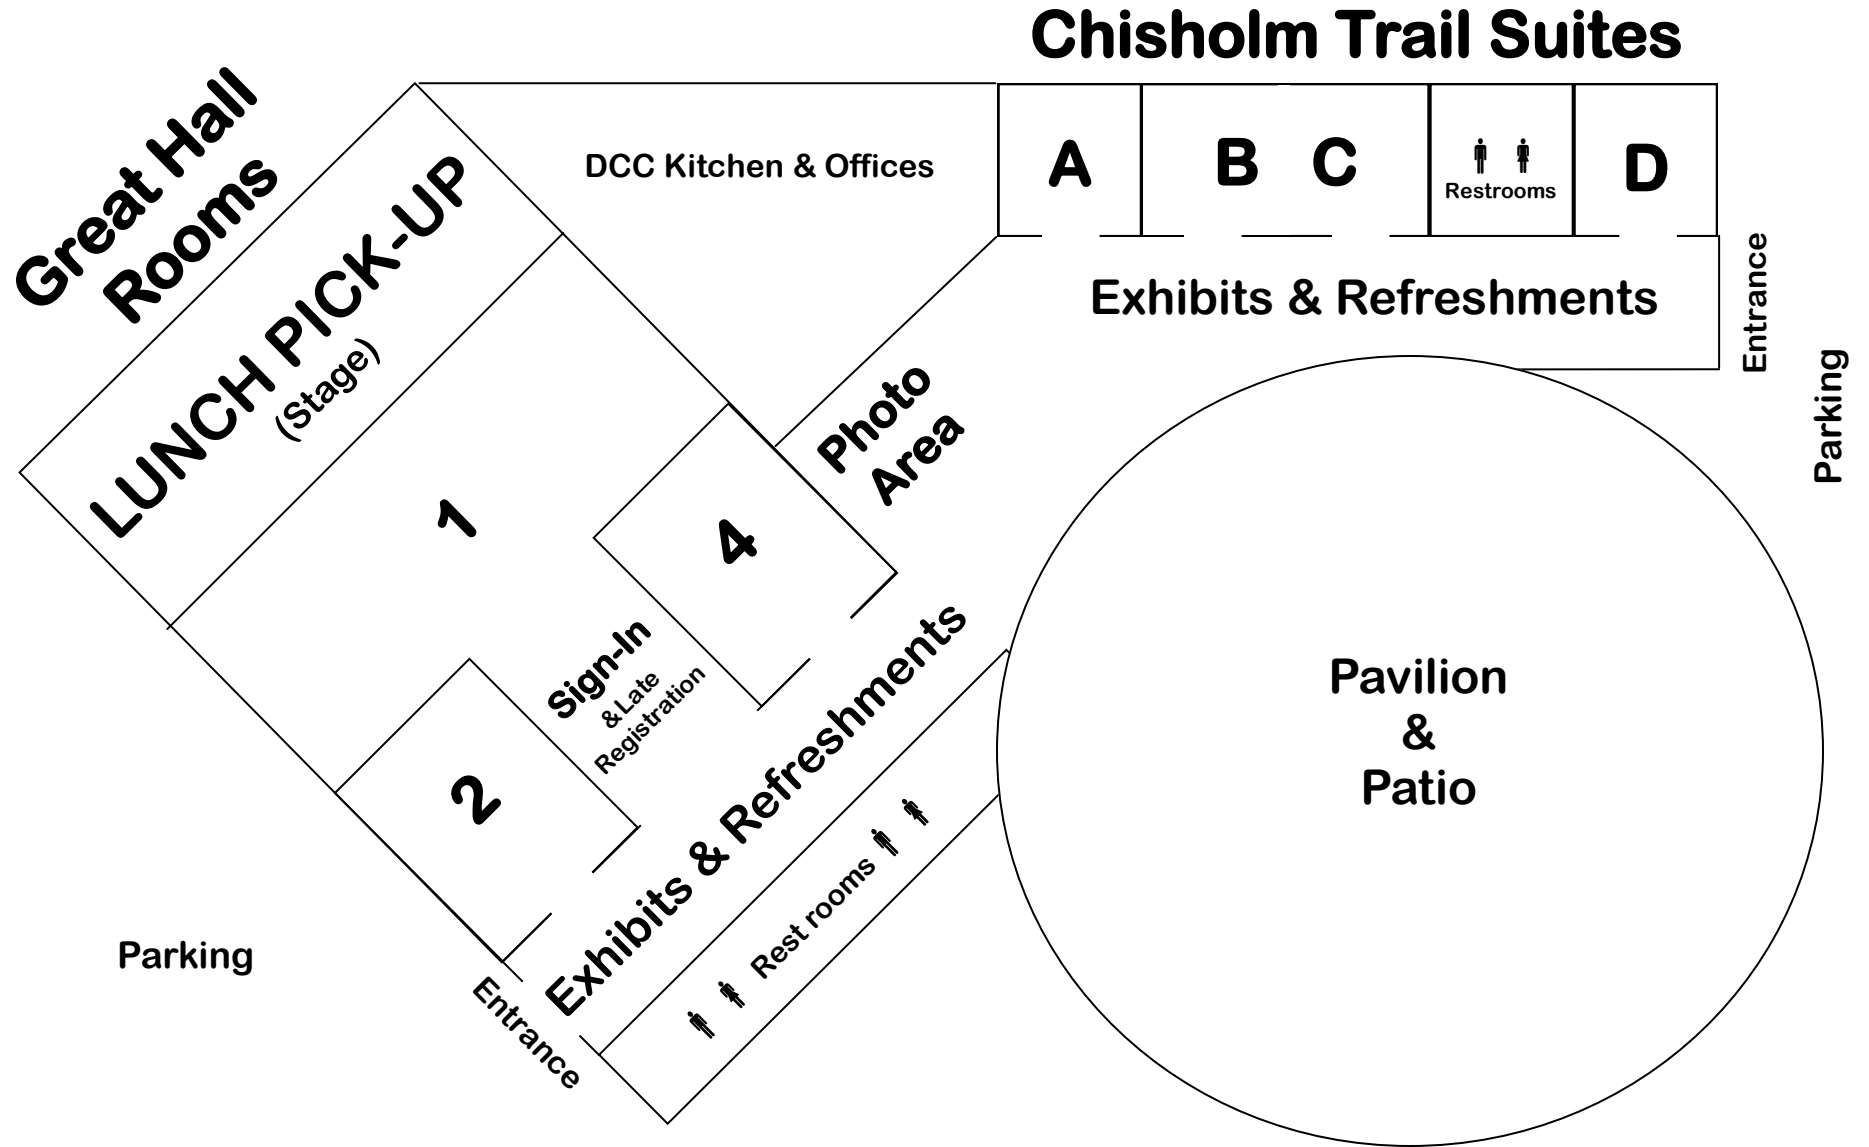 Chisholm Trail Suites
Great Hall
Rooms
LUNCH PICK-UP
(Stage)
DCC Kitchen & Offices
A
B
C
Restrooms
D
Exhibits & Refreshments
Entrance
Parking
Photo
Area
1
4
Sign-In
& Late
Registration
2
Exhibits & Refreshments
Rest rooms
Pavilion
&
Patio
Parking
Entrance